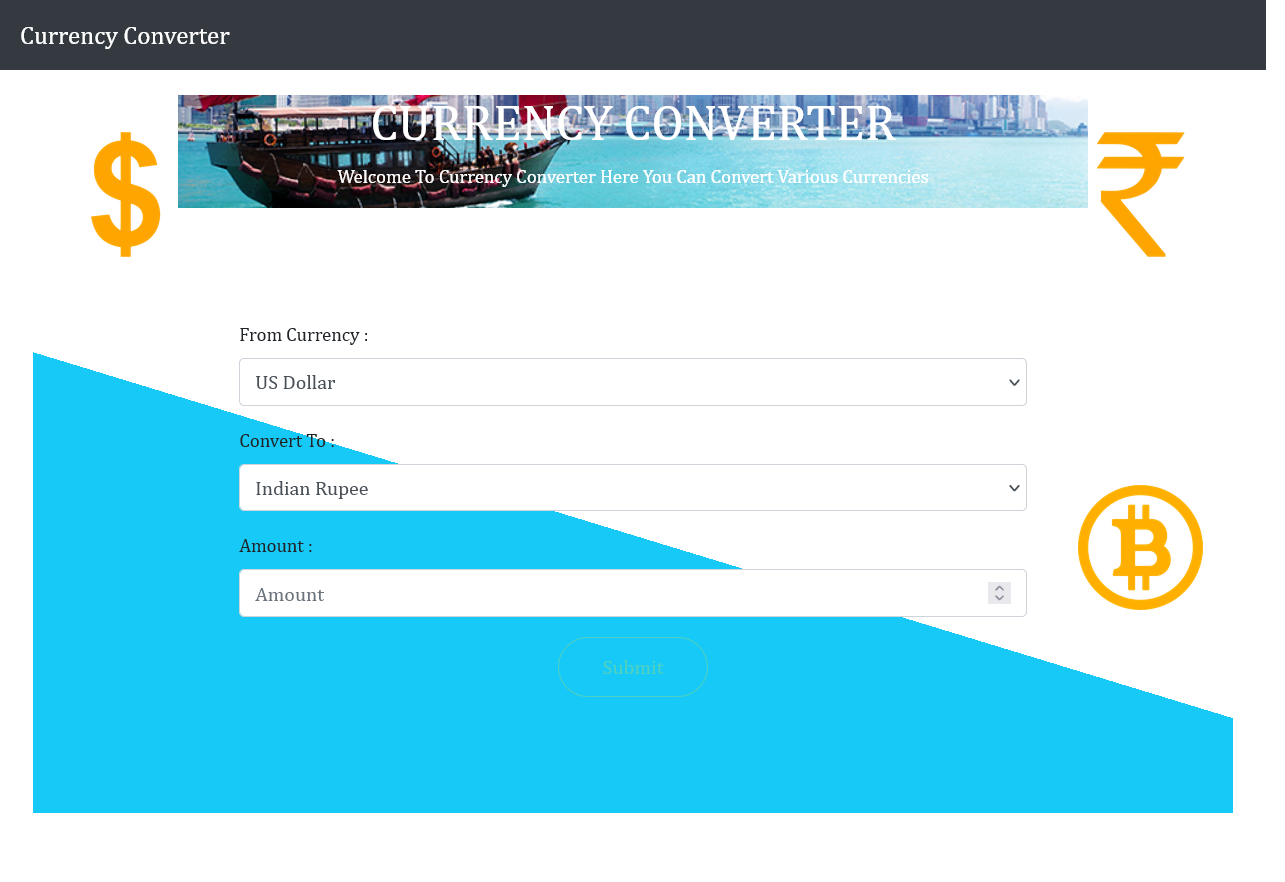 Currency Converter
CURRENCY CONVERTER
Welcome To Currency Converter Here You Can Convert Various Currencies
$ ₹
From Currency :
US Dollar
Convert To :
Indian Rupee
Amount :
Amount
Submit